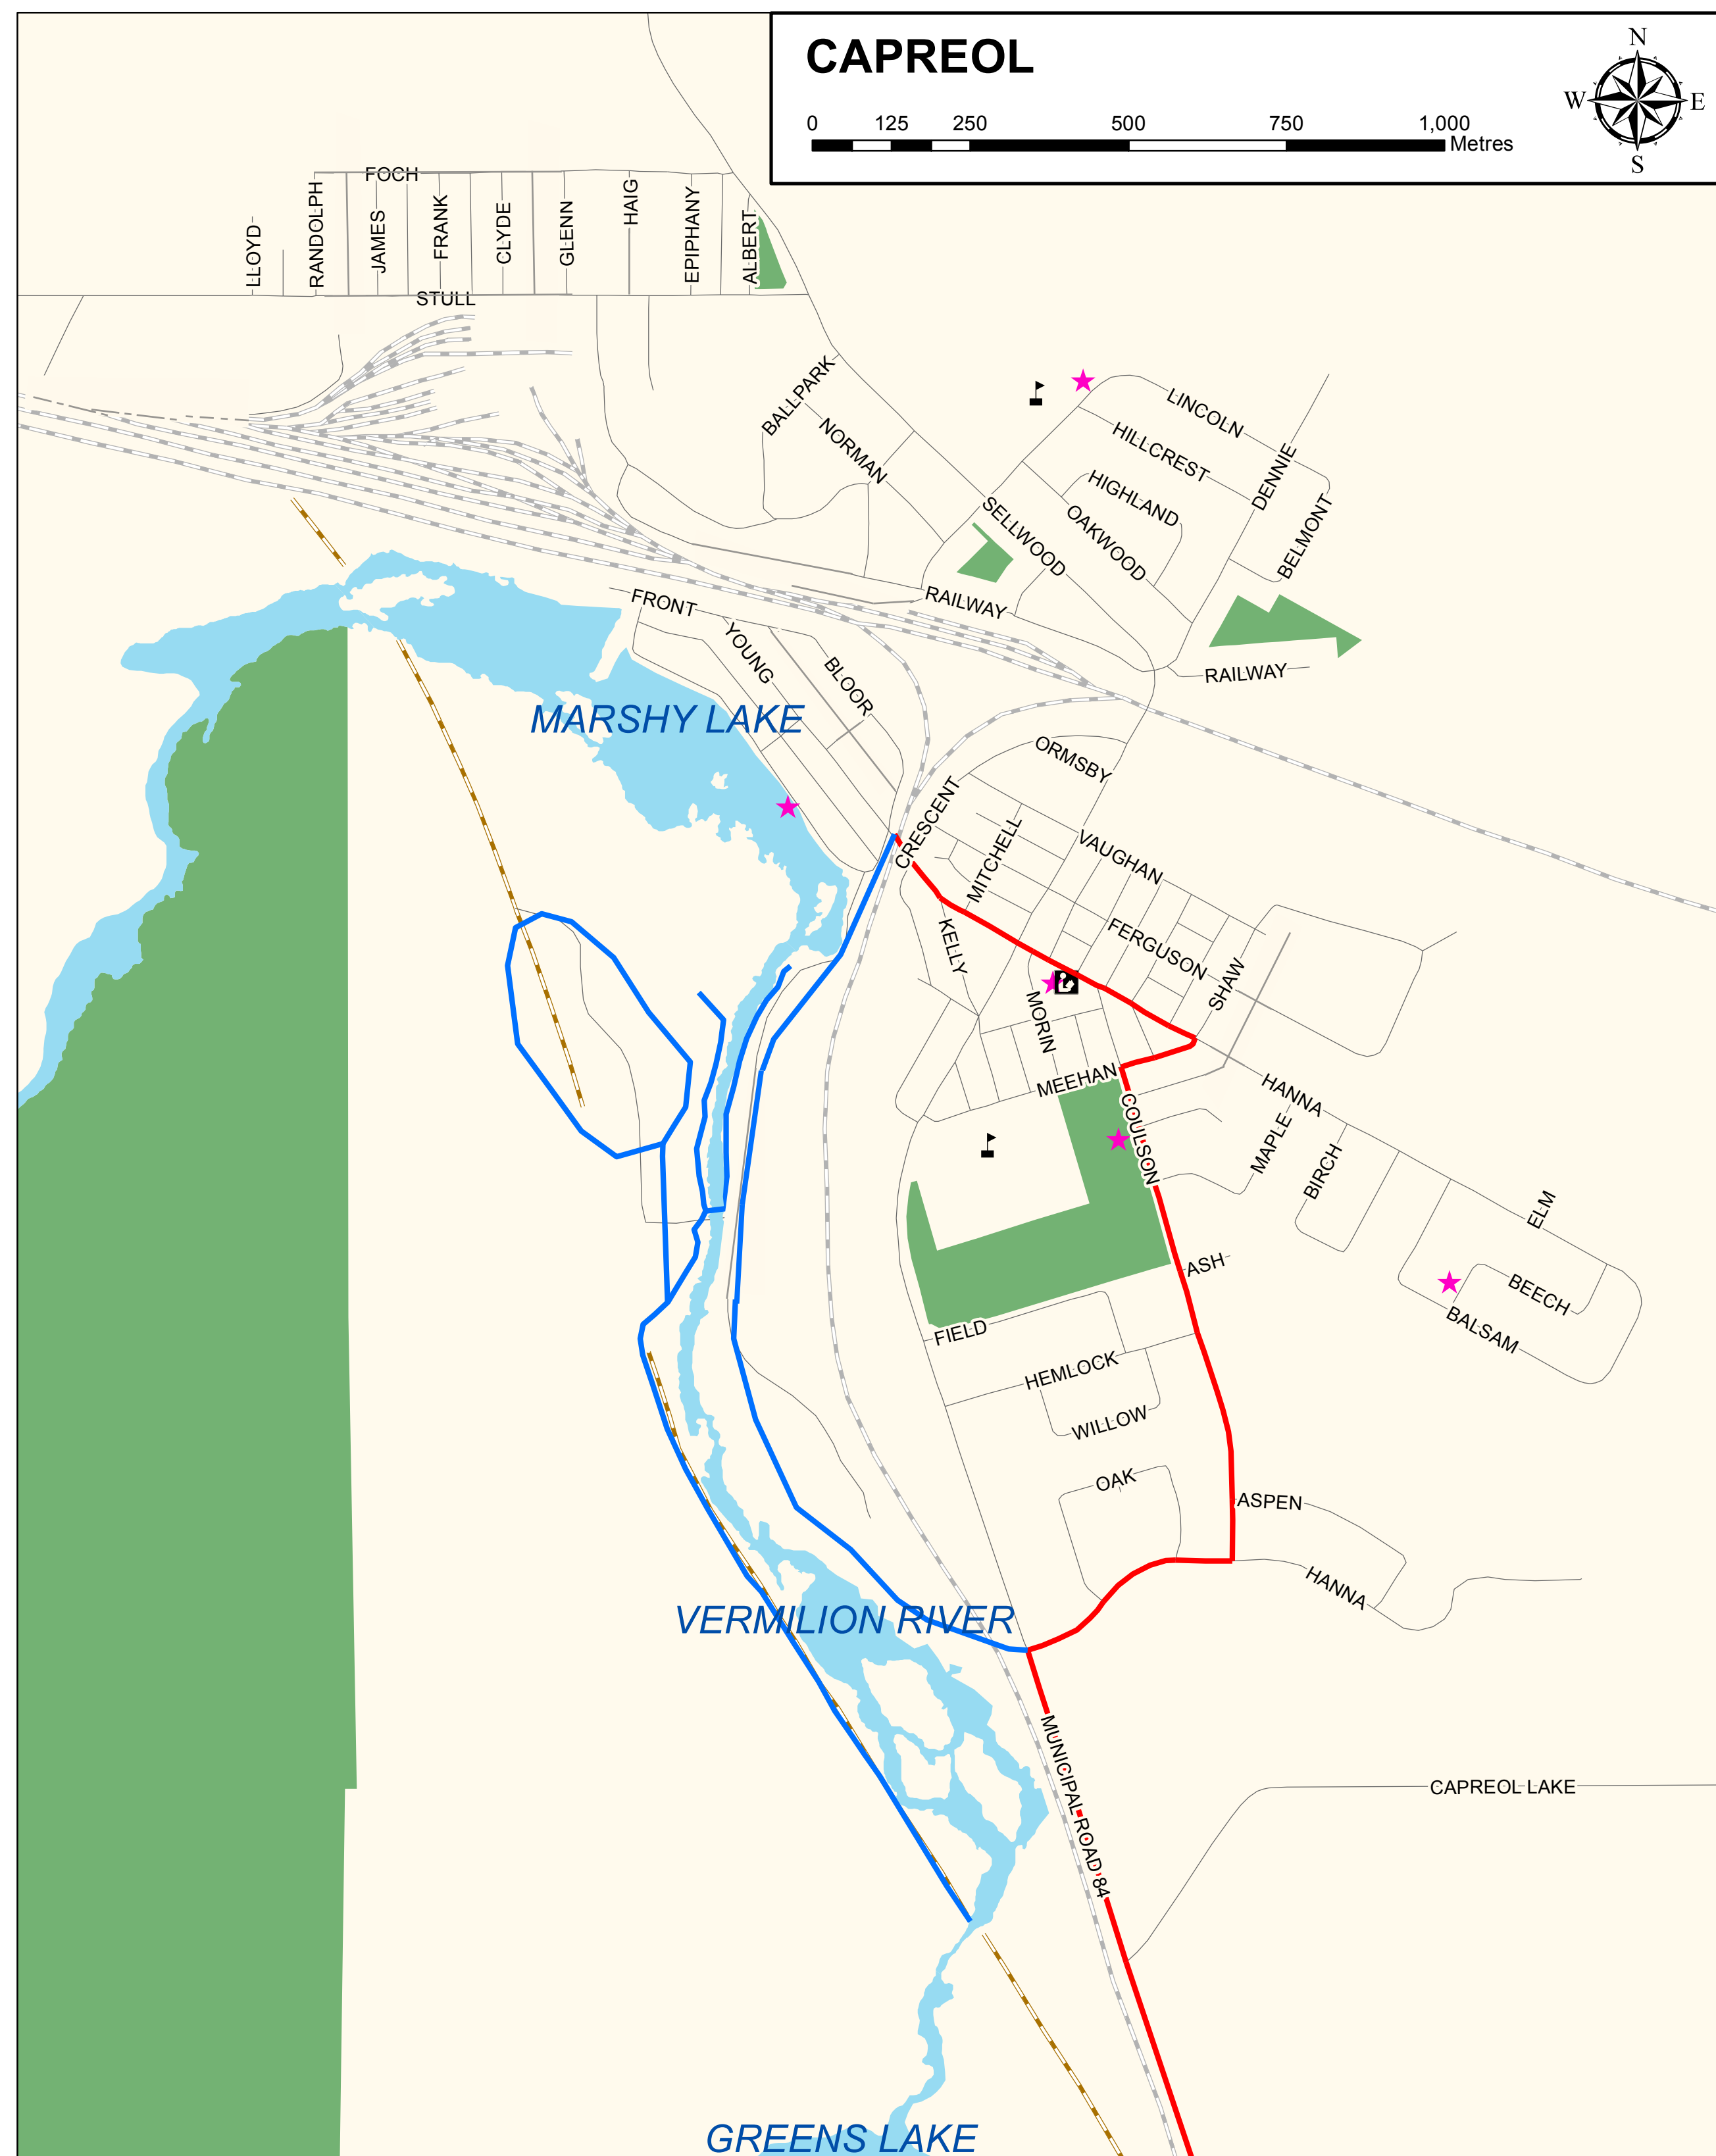 CAPREOL
N
W
E
S
0 125 250 500 750 1,000
Metres
FOCH
LLOYD
RANDOLPH
JAMES
FRANK
CLYDE
GLENN
HAIG
EPIPHANY
ALBERT
STULL
BALLPARK
NORMAN
LINCOLN
HILLCREST
HIGHLAND
DENNIE
SELLWOOD
OAKWOOD
BELMONT
FRONT
RAILWAY
YOUNG
BLOOR
RAILWAY
MARSHY LAKE
ORMSBY
CRESCENT
MITCHELL
VAUGHAN
KELLY
FERGUSON
SHAW
MORIN
MEEHAN
HANNA
COULSON
MAPLE
BIRCH
ELM
ASH
BEECH
BALSAM
FIELD
HEMLOCK
WILLOW
OAK
ASPEN
HANNA
VERMILION RIVER
MUNICIPAL ROAD 84
CAPREOL LAKE
GREENS LAKE